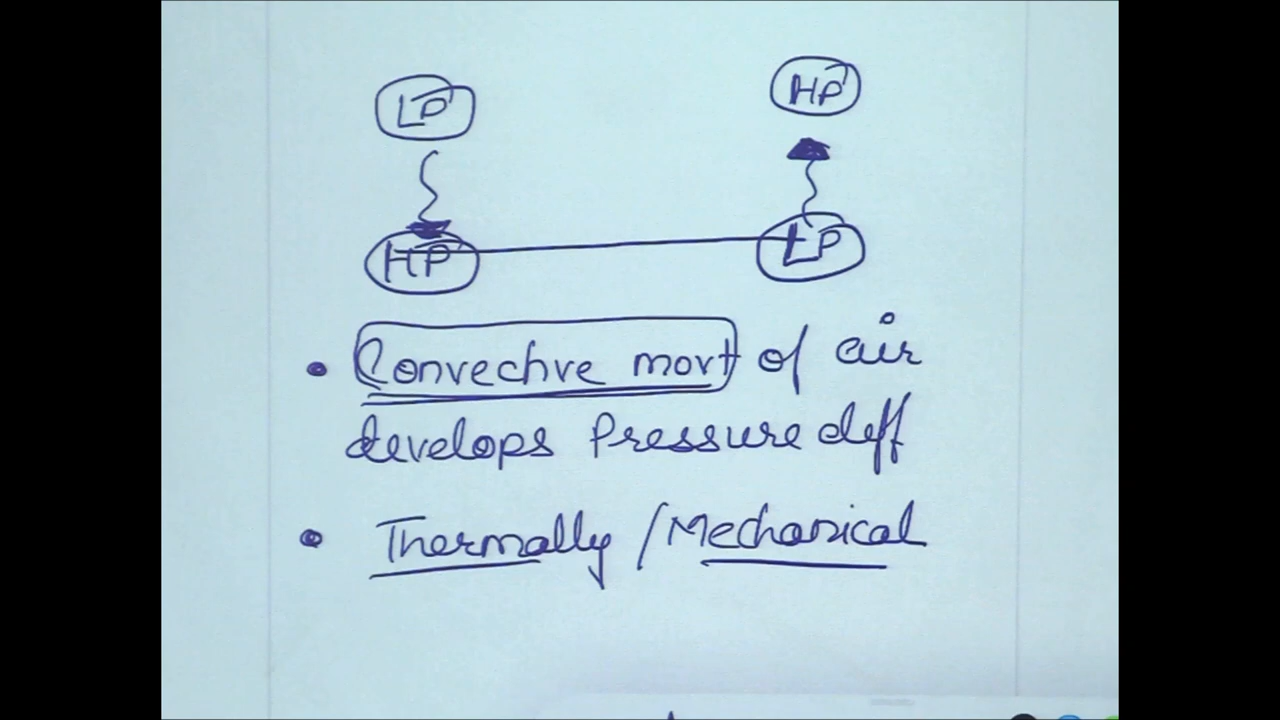 LP HP
HP LP
• Convective movt of air
develops Pressure diff
• Thermally / Mechanical